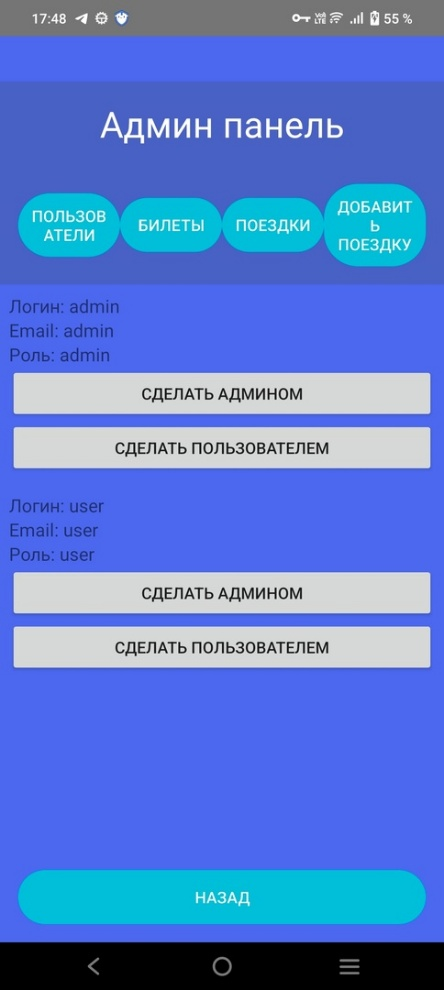 17:48
55 %
Админ панель
ПОЛЬЗОВ
АТЕЛИ
БИЛЕТЫ
ПОЕЗДКИ
ДОБАВИТ
Ь
ПОЕЗДКУ
Логин: admin
Email: admin
Роль: admin
СДЕЛАТЬ АДМИНОМ
СДЕЛАТЬ ПОЛЬЗОВАТЕЛЕМ
Логин: user
Email: user
Роль: user
СДЕЛАТЬ АДМИНОМ
СДЕЛАТЬ ПОЛЬЗОВАТЕЛЕМ
НАЗАД